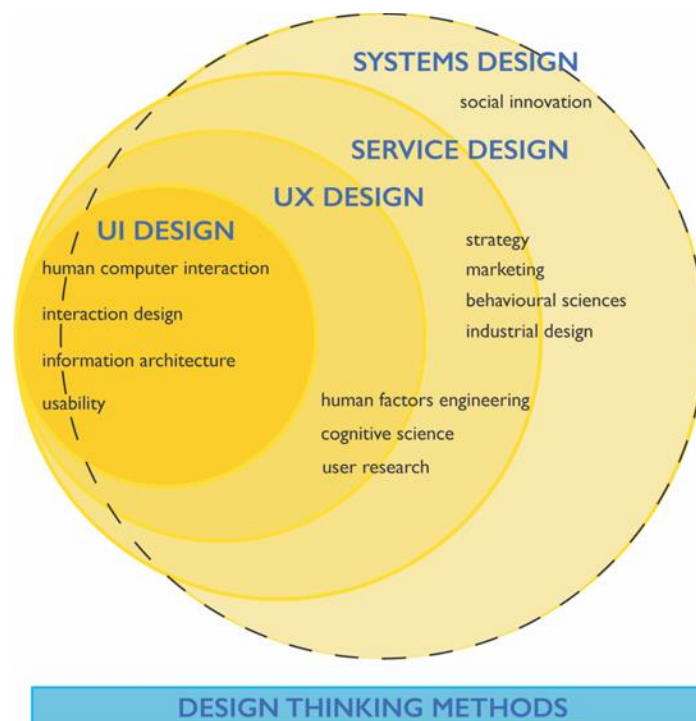 SYSTEMS DESIGN
social innovation
SERVICE DESIGN
UX DESIGN
UI DESIGN
human computer interaction
interaction design
information architecture
usability
strategy
marketing
behavioural sciences
industrial design
human factors engineering
cognitive science
user research
DESIGN THINKING METHODS